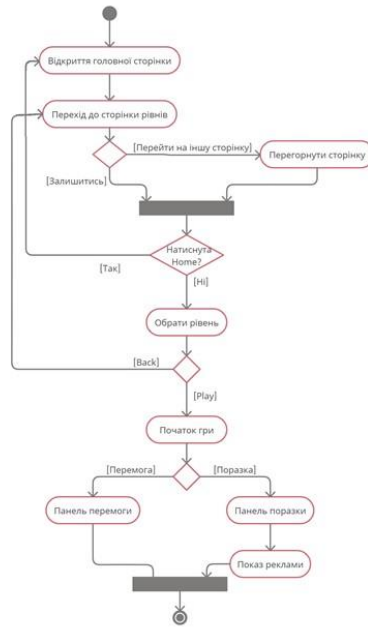 Відкриття головної сторінки
Перехід до сторінки рівнів
[Перейти на іншу сторінку]
Перегорнути сторінку
[Залишитись]
Натиснута
Home?
[Так]
[Ні]
Обрати рівень
[Back]
[Play]
Початок гри
[Перемога]
[Поразка]
Панель перемоги
Панель поразки
Показ реклами